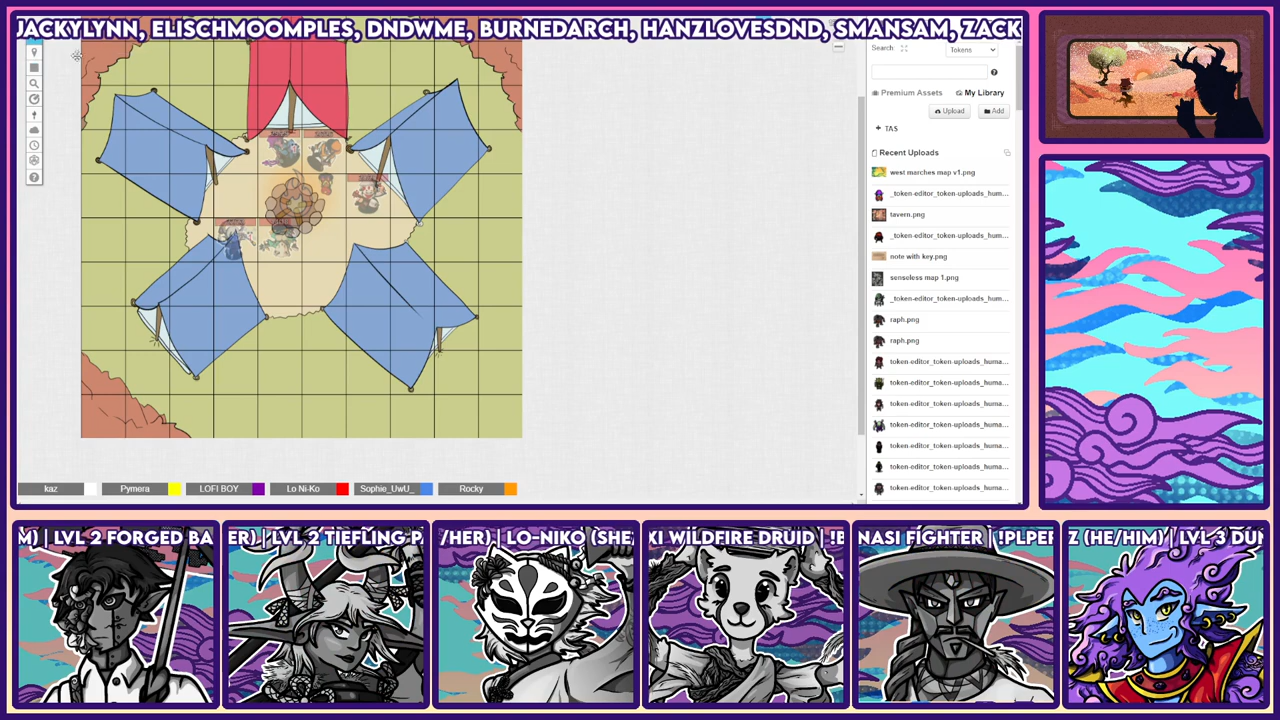 JACKYLYNN, ELISCHMOOMPLES, DNDWME, BURNEDARCH, HANZLOVESDND, SMANSAM, ZACK
Search:
Tokens
Premium Assets
My Library
Upload
Add
+ TAS
Recent Uploads
west marches map v1.png
_token-editor_token-uploads_hum...
tavern.png
_token-editor_token-uploads_hum...
note with key.png
senseless map 1.png
_token-editor_token-uploads_hum...
raph.png
raph.png
token-editor_token-uploads_huma...
token-editor_token-uploads_huma...
token-editor_token-uploads_huma...
token-editor_token-uploads_huma...
token-editor_token-uploads_huma...
token-editor_token-uploads_huma...
token-editor_token-uploads_huma...
kaz
Pymera
LOFI BOY
Lo Ni-Ko
Sophie_UwU_
Rocky
M) | LVL 2 FORGED BA
ER) | LVL 2 TIEFLING P
/HER) | LO-NIKO (SHE
KI WILDFIRE DRUID | !B
NASI FIGHTER | !PLPER
Z (HE/HIM) | LVL 3 DUN